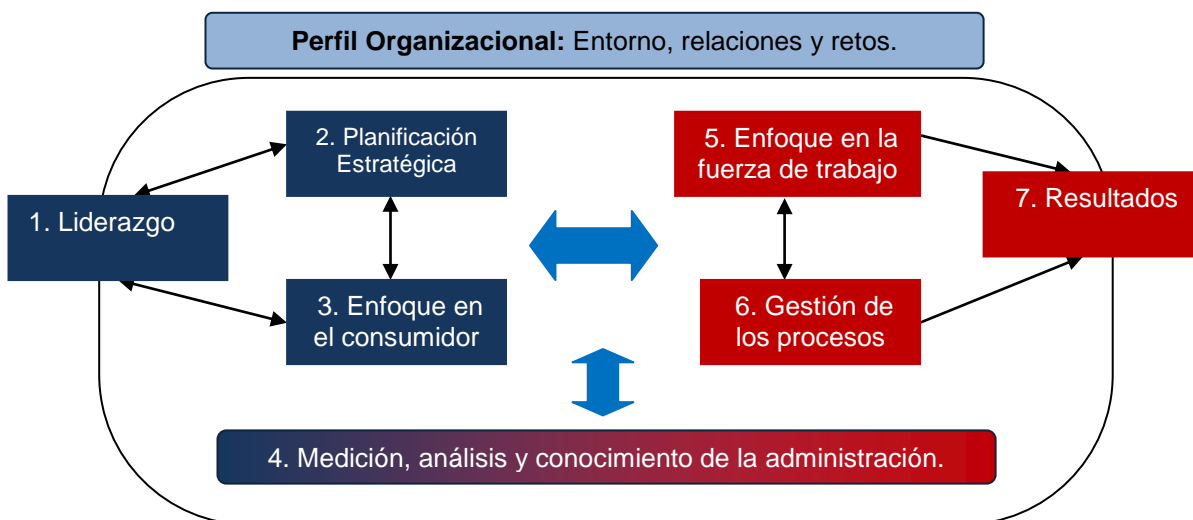 Perfil Organizacional: Entorno, relaciones y retos.
1. Liderazgo
2. Planificación
Estratégica
3. Enfoque en
el consumidor
5. Enfoque en la
fuerza de trabajo
6. Gestión de
los procesos
7. Resultados
4. Medición, análisis y conocimiento de la administración.